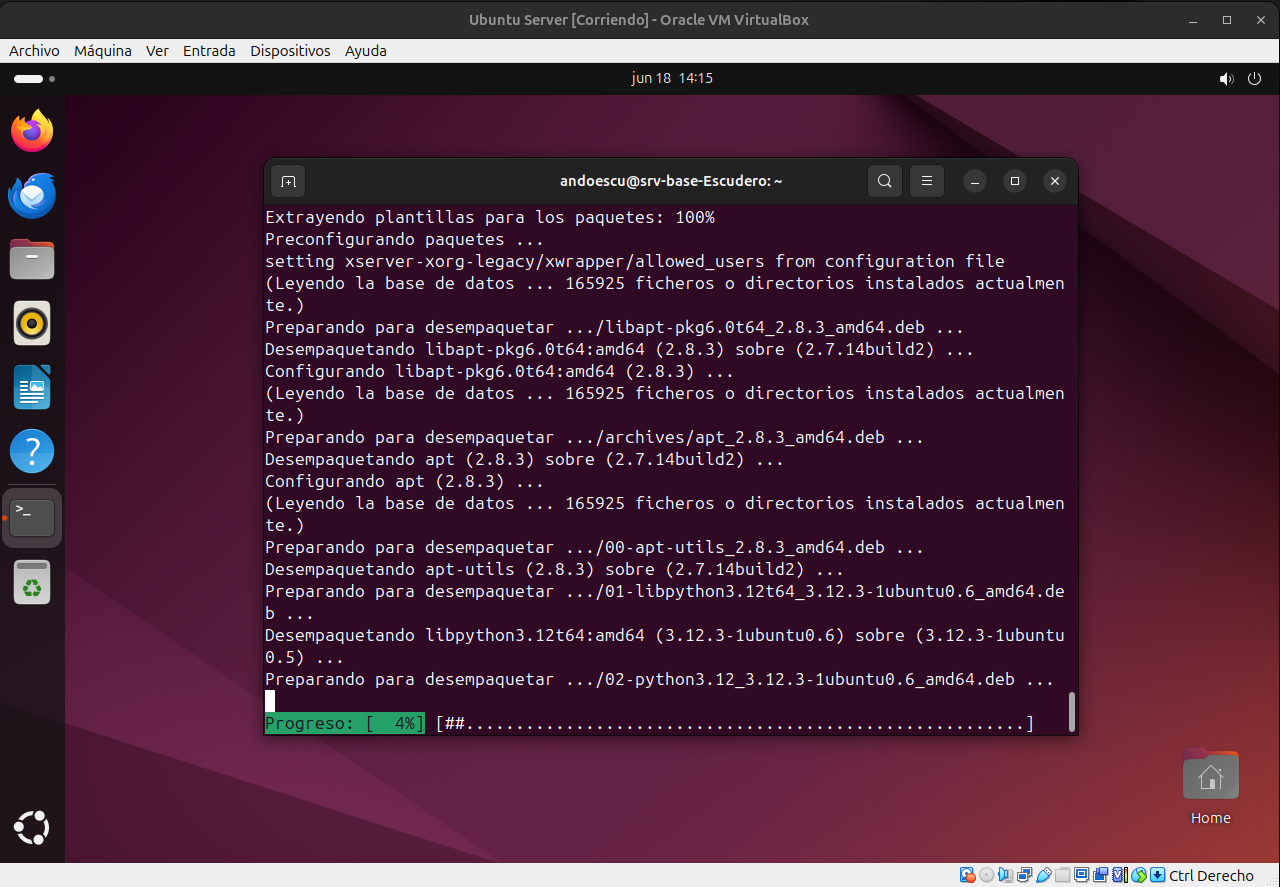 Ubuntu Server [Corriendo] - Oracle VM VirtualBox
Archivo Máquina Ver Entrada Dispositivos Ayuda
jun 18 14:15
andoescu@srv-base-Escudero: ~
Extrayendo plantillas para los paquetes: 100%
Preconfigurando paquetes ...
setting xserver-xorg-legacy/xwrapper/allowed_users from configuration file
(Leyendo la base de datos ... 165925 ficheros o directorios instalados actualmen
te.)
Preparando para desempaquetar .../libapt-pkg6.0t64_2.8.3_amd64.deb ...
Desempaquetando libapt-pkg6.0t64:amd64 (2.8.3) sobre (2.7.14build2) ...
Configurando libapt-pkg6.0t64:amd64 (2.8.3) ...
(Leyendo la base de datos ... 165925 ficheros o directorios instalados actualmen
te.)
Preparando para desempaquetar .../archives/apt_2.8.3_amd64.deb ...
Desempaquetando apt (2.8.3) sobre (2.7.14build2) ...
Configurando apt (2.8.3) ...
(Leyendo la base de datos ... 165925 ficheros o directorios instalados actualmen
te.)
Preparando para desempaquetar .../00-apt-utils_2.8.3_amd64.deb ...
Desempaquetando apt-utils (2.8.3) sobre (2.7.14build2) ...
Preparando para desempaquetar .../01-libpython3.12t64_3.12.3-1ubuntu0.6_amd64.de
b ...
Desempaquetando libpython3.12t64:amd64 (3.12.3-1ubuntu0.6) sobre (3.12.3-1ubuntu
0.5) ...
Preparando para desempaquetar .../02-python3.12_3.12.3-1ubuntu0.6_amd64.deb ...
Progreso: [  4%] [##........................................................]
Home
Ctrl Derecho